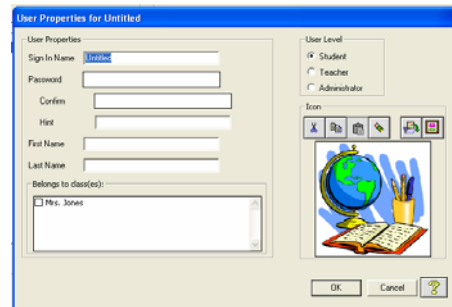 User Properties for Untitled
User Properties
Sign In Name Untitled
Password
Confirm
Hint
First Name
Last Name
Belongs to class(es):
Mrs. Jones
User Level
Student
Teacher
Administrator
Icon
OK Cancel ?